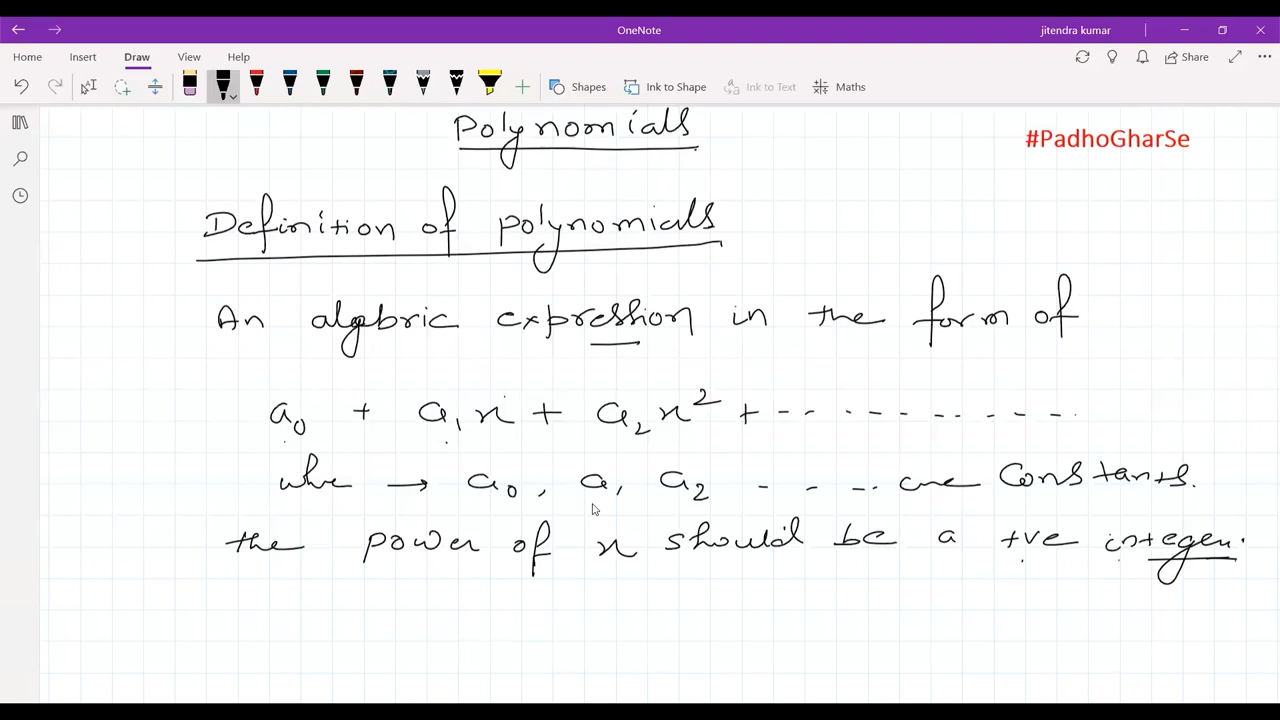 OneNote
jitendra kumar
Home Insert Draw View Help
Share
Shapes Ink to Shape Ink to Text Maths
Polynomials
#PadhoGharSe
Definition of polynomials
An algebric expression in the form of
a₀ + a₁x + a₂x² + - - - - - - - - - -
where → a₀, a₁ a₂ - - - - are Constants.
the power of x should be a +ve integer.